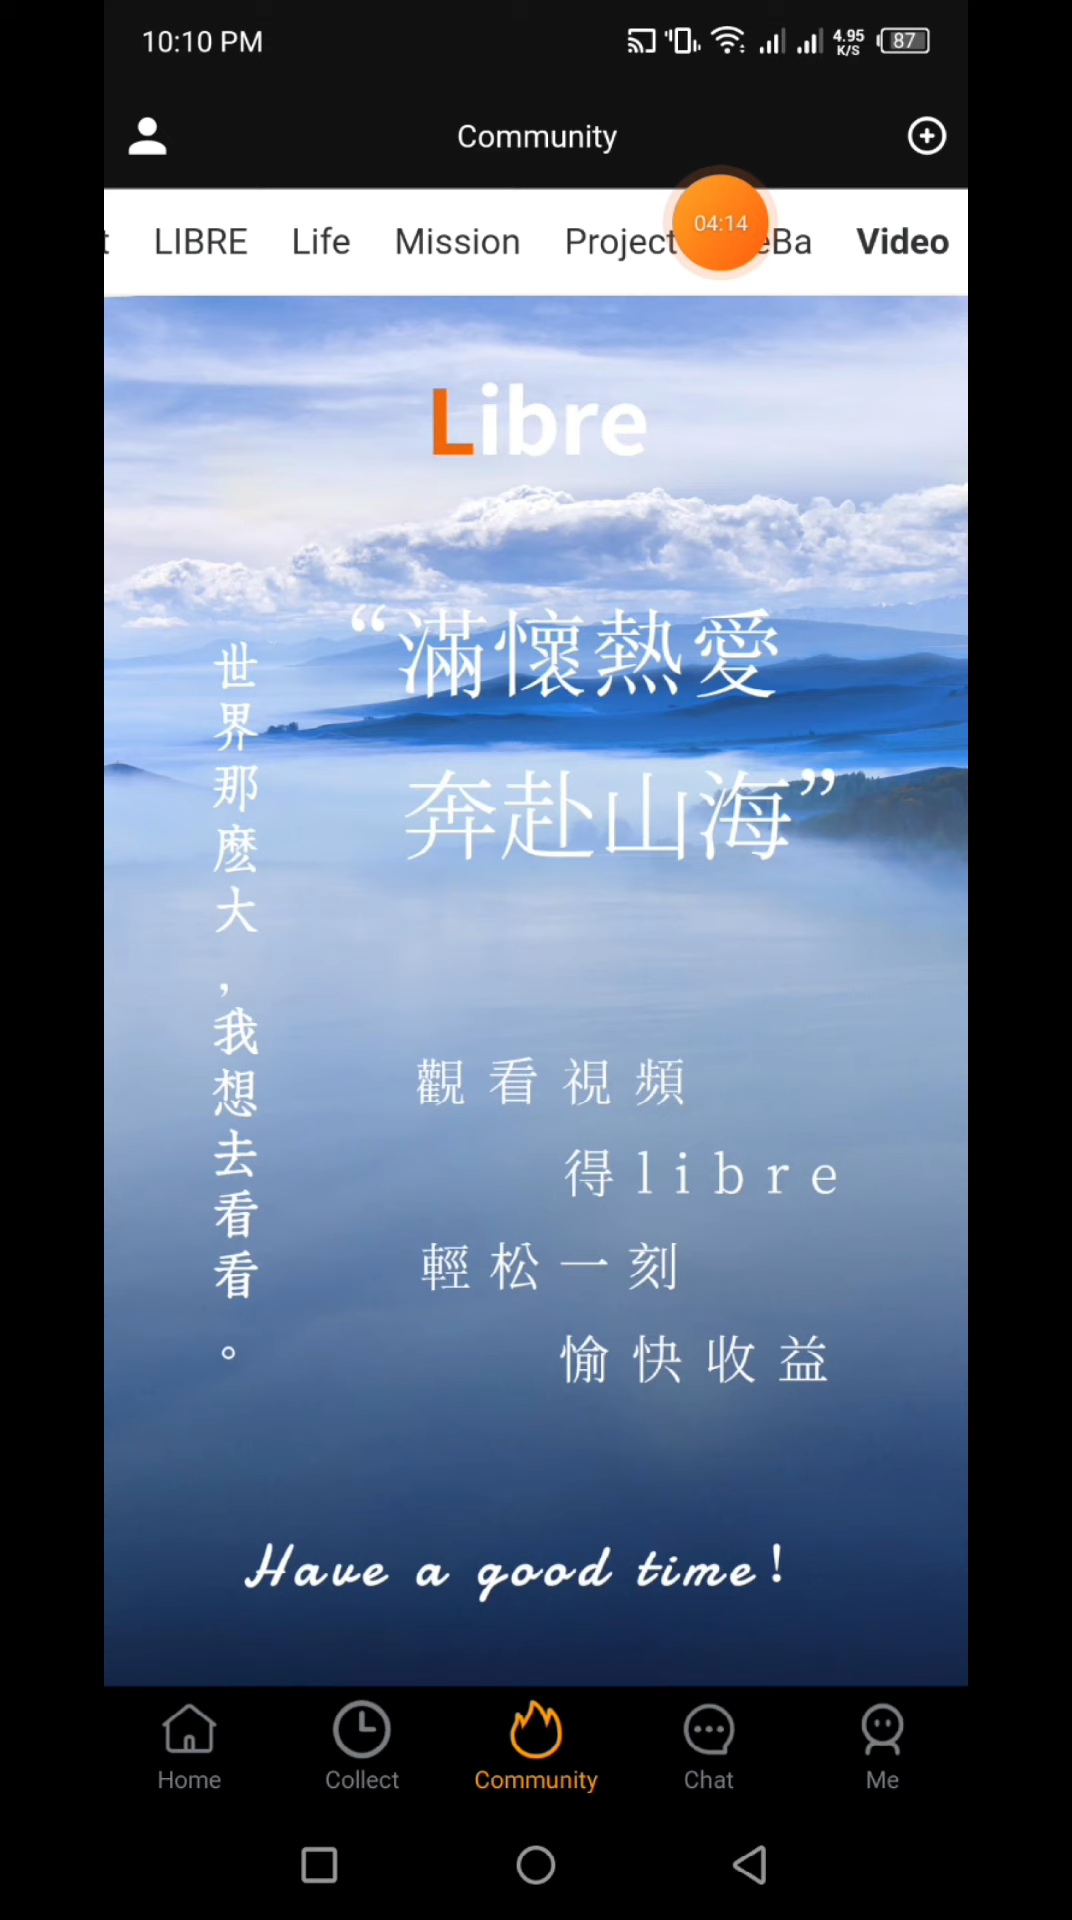 10:10 PM
4.95
K/S
87
Community
04:14
t LIBRE Life Mission Project eBa Video
Libre
“滿懷熱愛
奔赴山海”
世界那麼大,我想去看看。
觀看視頻
得libre
輕松一刻
愉快收益
Have a good time!
Home Collect Community Chat Me